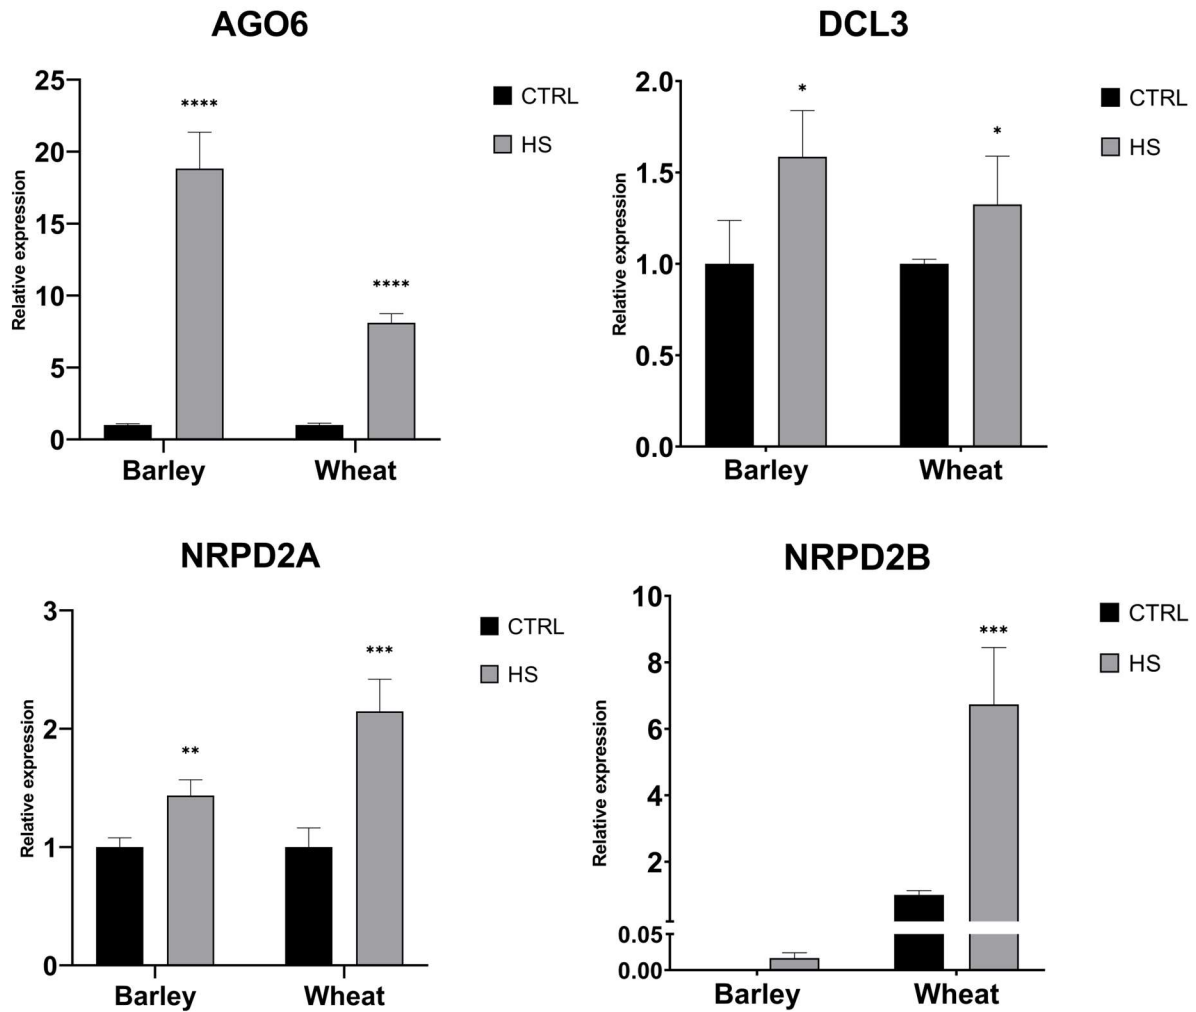 AGO6
Relative expression
25
20
15
10
5
0
****
****
CTRL
HS
Barley
Wheat
DCL3
Relative expression
2.0
1.5
1.0
0.5
0.0
*
*
CTRL
HS
Barley
Wheat
NRPD2A
Relative expression
3
2
1
0
**
***
CTRL
HS
Barley
Wheat
NRPD2B
Relative expression
10
8
6
4
2
0.05
0.00
***
CTRL
HS
Barley
Wheat